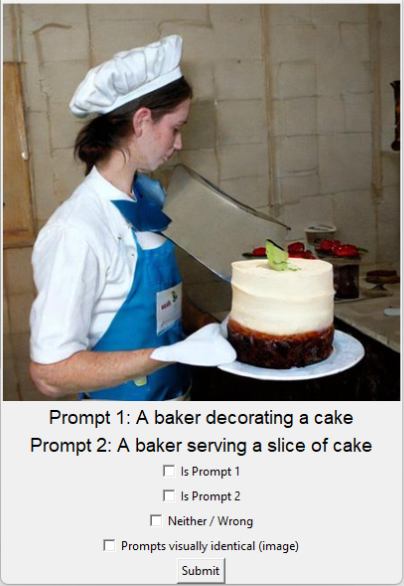 Prompt 1: A baker decorating a cake
Prompt 2: A baker serving a slice of cake
Is Prompt 1
Is Prompt 2
Neither / Wrong
Prompts visually identical (image)
Submit